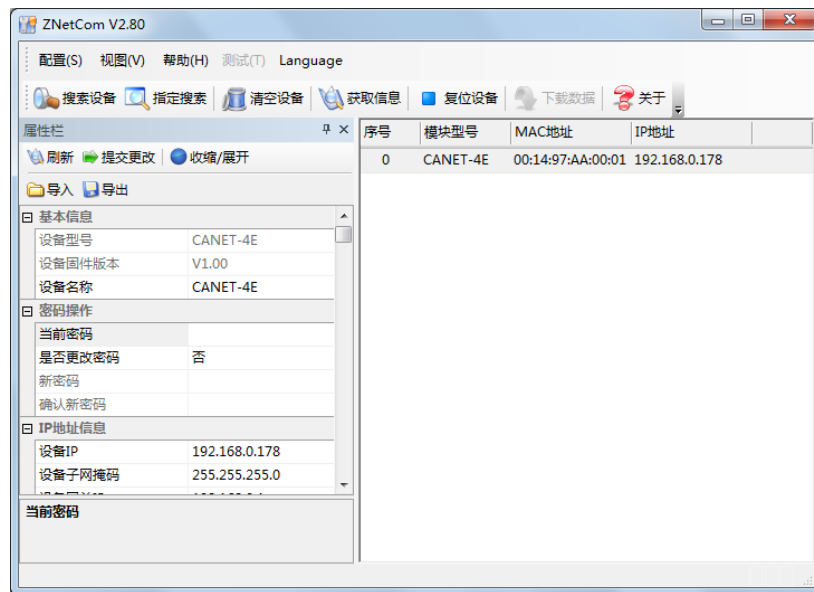 ZNetCom V2.80
配置(S) 视图(V) 帮助(H) 测试(T) Language
搜索设备 指定搜索 清空设备 获取信息 复位设备 下载数据 关于
属性栏
刷新 提交更改 收缩/展开
导入 导出
基本信息
设备型号 CANET-4E
设备固件版本 V1.00
设备名称 CANET-4E
密码操作
当前密码
是否更改密码 否
新密码
确认新密码
IP地址信息
设备IP 192.168.0.178
设备子网掩码 255.255.255.0
当前密码
序号 模块型号 MAC地址 IP地址
0 CANET-4E 00:14:97:AA:00:01 192.168.0.178